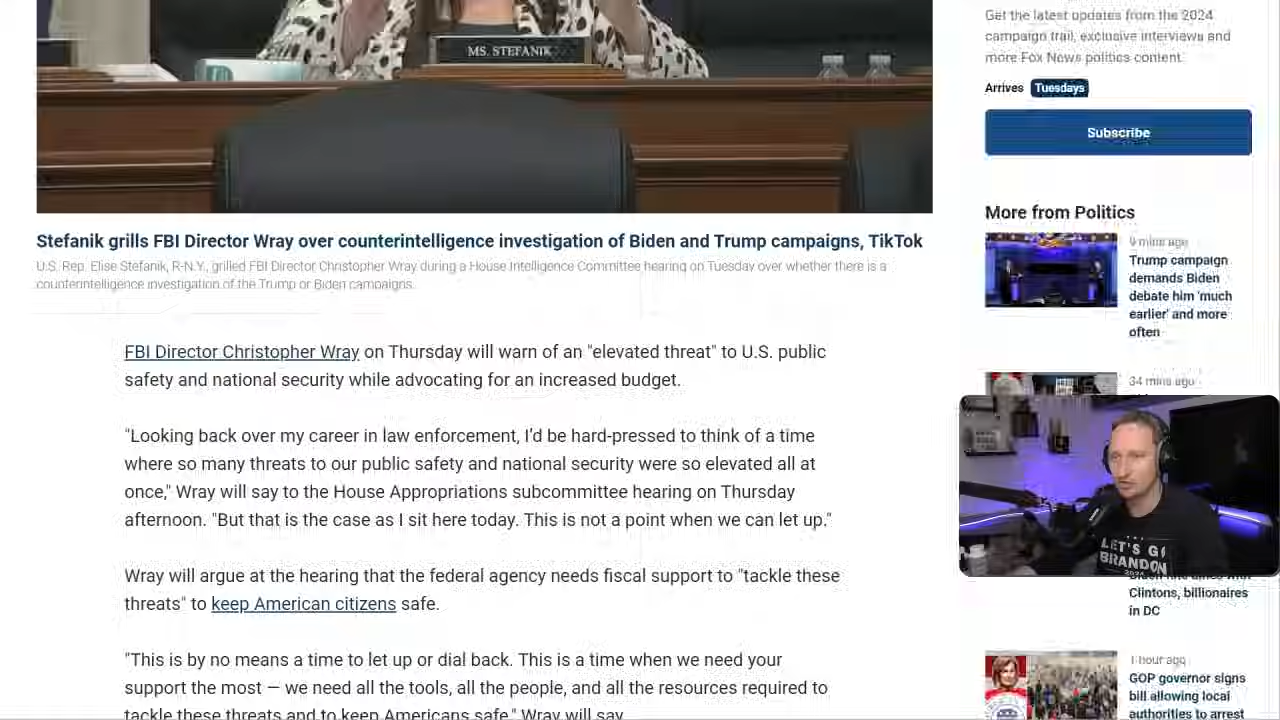 MS. STEFANIK
Stefanik grills FBI Director Wray over counterintelligence investigation of Biden and Trump campaigns, TikTok
U.S. Rep. Elise Stefanik, R-N.Y., grilled FBI Director Christopher Wray during a House Intelligence Committee hearing on Tuesday over whether there is a
counterintelligence investigation of the Trump or Biden campaigns.
FBI Director Christopher Wray on Thursday will warn of an "elevated threat" to U.S. public
safety and national security while advocating for an increased budget.
"Looking back over my career in law enforcement, I'd be hard-pressed to think of a time
where so many threats to our public safety and national security were so elevated all at
once," Wray will say to the House Appropriations subcommittee hearing on Thursday
afternoon. "But that is the case as I sit here today. This is not a point when we can let up."
Wray will argue at the hearing that the federal agency needs fiscal support to "tackle these
threats" to keep American citizens safe.
"This is by no means a time to let up or dial back. This is a time when we need your
support the most — we need all the tools, all the people, and all the resources required to
tackle these threats and to keep Americans safe," Wray will say.
Get the latest updates from the 2024
campaign trail, exclusive interviews and
more Fox News politics content.
Arrives Tuesdays
Subscribe
More from Politics
9 mins ago
Trump campaign
demands Biden
debate him 'much
earlier' and more
often
34 mins ago
LET'S GO
BRANDON
2024
Clintons, billionaires
in DC
1 hour ago
GOP governor signs
bill allowing local
authorities to arrest